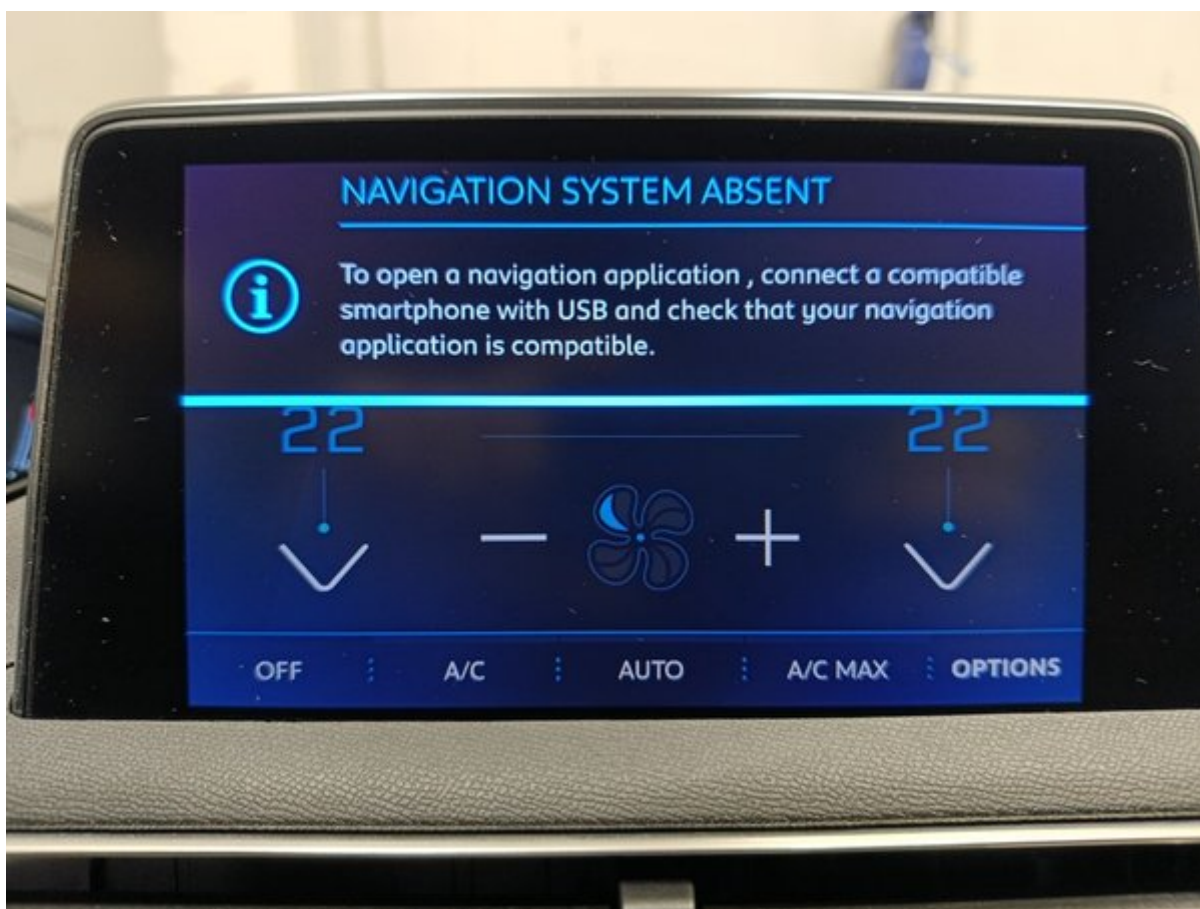 NAVIGATION SYSTEM ABSENT
To open a navigation application , connect a compatible
smartphone with USB and check that your navigation
application is compatible.
22 22
OFF A/C AUTO A/C MAX OPTIONS